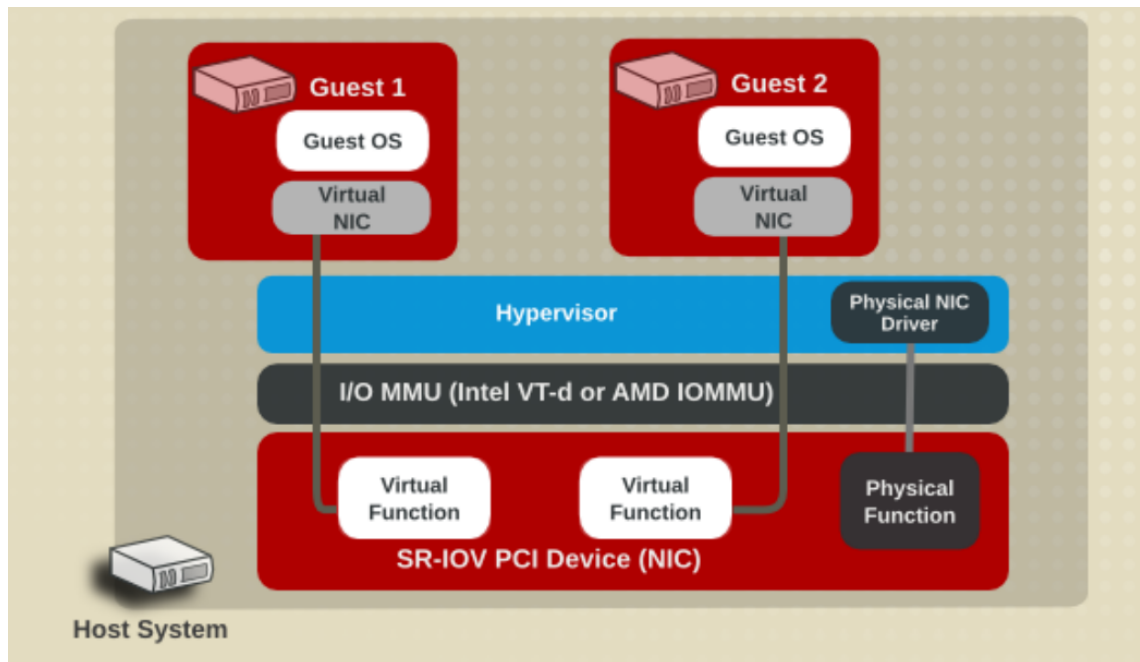 Guest 1
Guest OS
Virtual
NIC
Guest 2
Guest OS
Virtual
NIC
Hypervisor
Physical NIC
Driver
I/O MMU (Intel VT-d or AMD IOMMU)
Virtual
Function
Virtual
Function
Physical
Function
SR-IOV PCI Device (NIC)
Host System